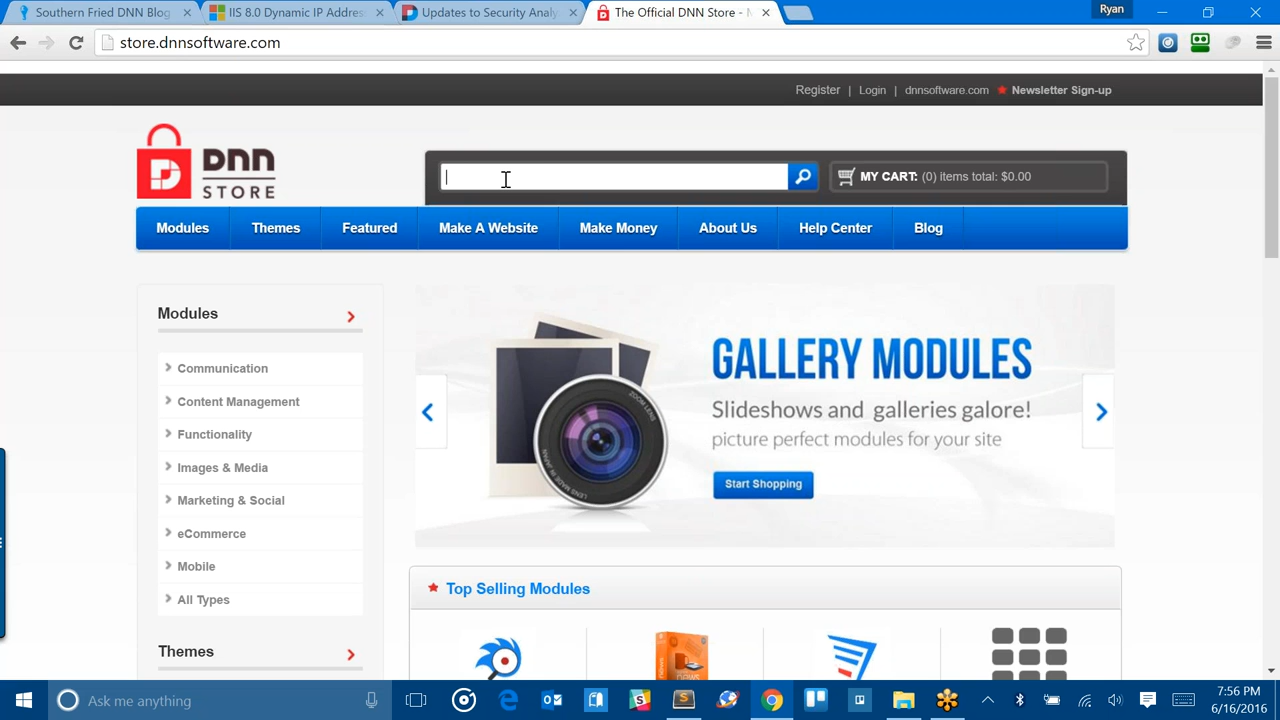 Southern Fried DNN Blog
IIS 8.0 Dynamic IP Addres
Updates to Security Analy
The Official DNN Store -
Ryan
store.dnnsoftware.com
Register | Login | dnnsoftware.com Newsletter Sign-up
DNN
STORE
MY CART: (0) items total: $0.00
Modules Themes Featured Make A Website Make Money About Us Help Center Blog
Modules
Communication
Content Management
Functionality
Images & Media
Marketing & Social
eCommerce
Mobile
All Types
Themes
GALLERY MODULES
Slideshows and galleries galore!
picture perfect modules for your site
Start Shopping
Top Selling Modules
Ask me anything
7:56 PM
6/16/2016